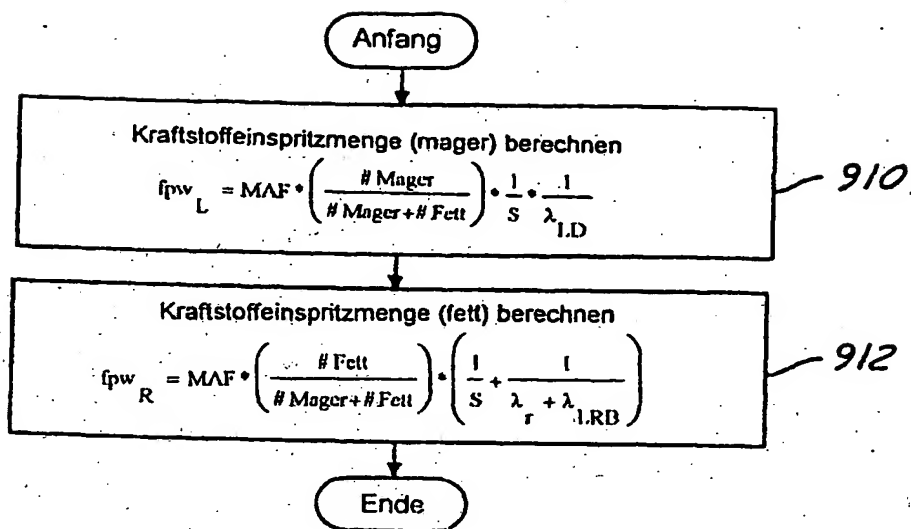 Anfang
Kraftstoffeinspritzmenge (mager) berechnen
fpw_L = MAF * ( # Mager / # Mager + # Fett ) * 1/S * 1/λ_LD
910
Kraftstoffeinspritzmenge (fett) berechnen
fpw_R = MAF * ( # Fett / # Mager + # Fett ) * ( 1/S + 1/λ_r + λ_LRB )
912
Ende